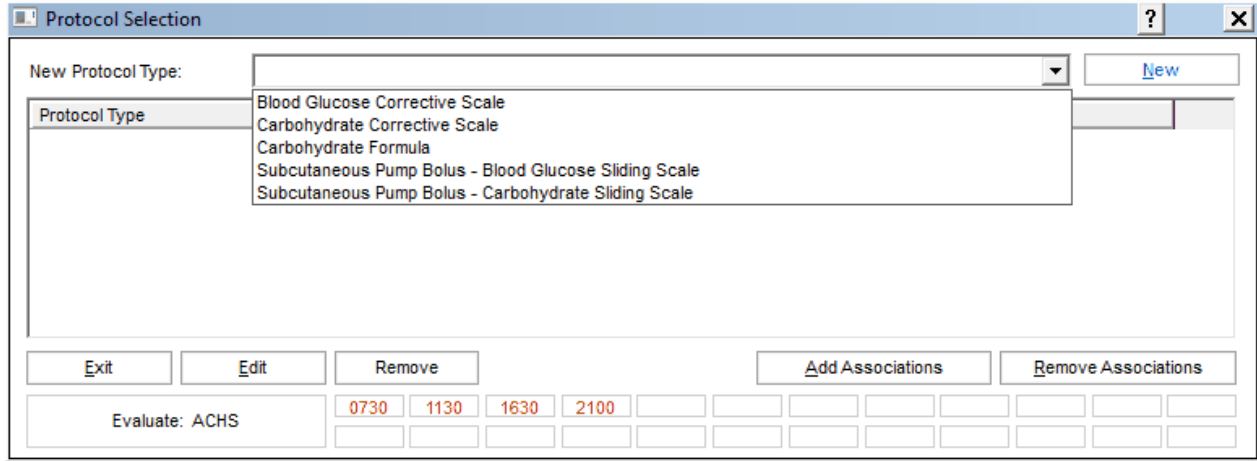 Protocol Selection
?
New Protocol Type:
New
Protocol Type
Blood Glucose Corrective Scale
Carbohydrate Corrective Scale
Carbohydrate Formula
Subcutaneous Pump Bolus - Blood Glucose Sliding Scale
Subcutaneous Pump Bolus - Carbohydrate Sliding Scale
Exit
Edit
Remove
Add Associations
Remove Associations
Evaluate: ACHS
0730 1130 1630 2100